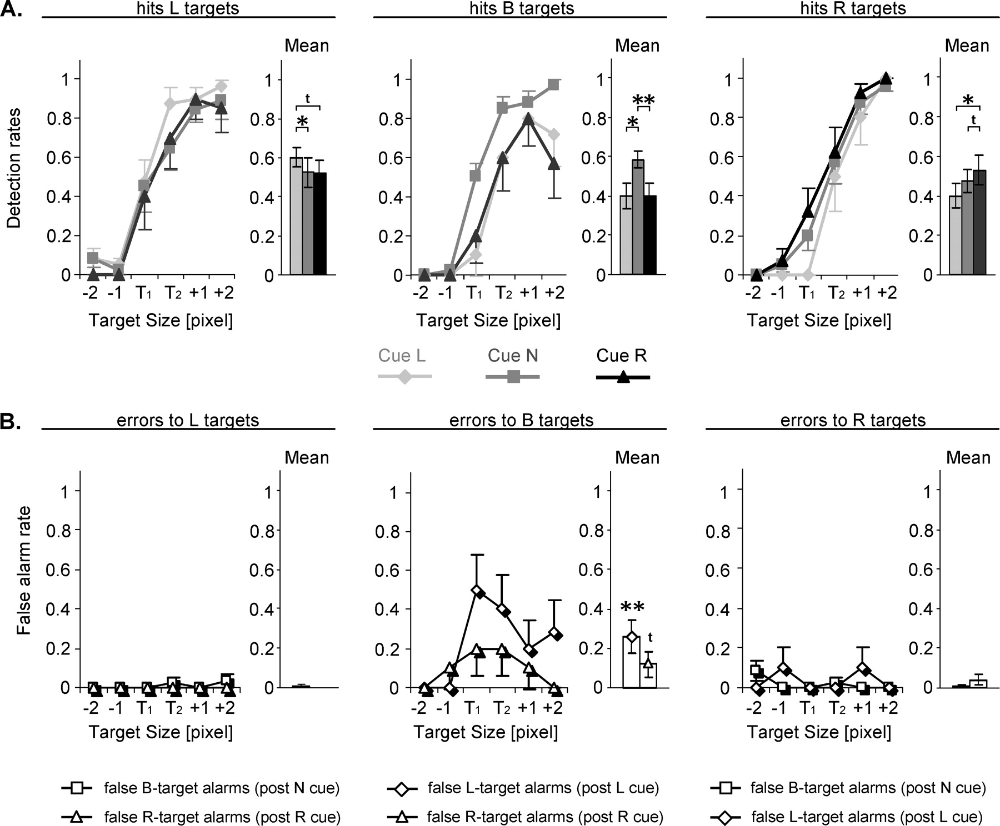 A.
hits L targets
hits B targets
hits R targets
Mean
Mean
Mean
Detection rates
1
0.8
0.6
0.4
0.2
0
-2 -1 T1 T2 +1 +2
Target Size [pixel]
1
0.8
0.6
0.4
0.2
0
t
*
1
0.8
0.6
0.4
0.2
0
-2 -1 T1 T2 +1 +2
Target Size [pixel]
1
0.8
0.6
0.4
0.2
0
**
*
1
0.8
0.6
0.4
0.2
0
-2 -1 T1 T2 +1 +2
Target Size [pixel]
1
0.8
0.6
0.4
0.2
0
*
t
Cue L
Cue N
Cue R
B.
errors to L targets
errors to B targets
errors to R targets
Mean
Mean
Mean
False alarm rate
1
0.8
0.6
0.4
0.2
0
-2 -1 T1 T2 +1 +2
Target Size [pixel]
1
0.8
0.6
0.4
0.2
0
1
0.8
0.6
0.4
0.2
0
-2 -1 T1 T2 +1 +2
Target Size [pixel]
1
0.8
0.6
0.4
0.2
0
**
t
1
0.8
0.6
0.4
0.2
0
-2 -1 T1 T2 +1 +2
Target Size [pixel]
1
0.8
0.6
0.4
0.2
0
false B-target alarms (post N cue)
false R-target alarms (post R cue)
false L-target alarms (post L cue)
false R-target alarms (post R cue)
false B-target alarms (post N cue)
false L-target alarms (post L cue)